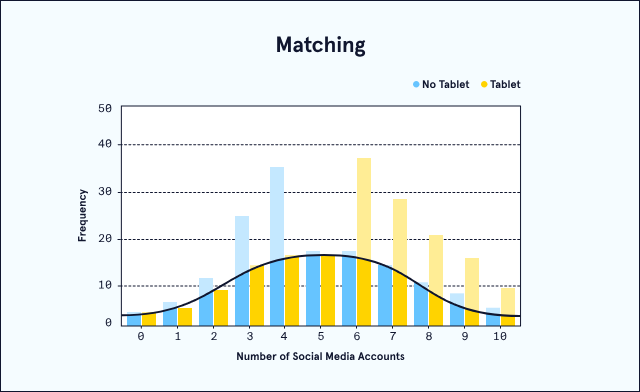 Matching
No Tablet Tablet
50
40
30
20
10
0
Frequency
0 1 2 3 4 5 6 7 8 9 10
Number of Social Media Accounts